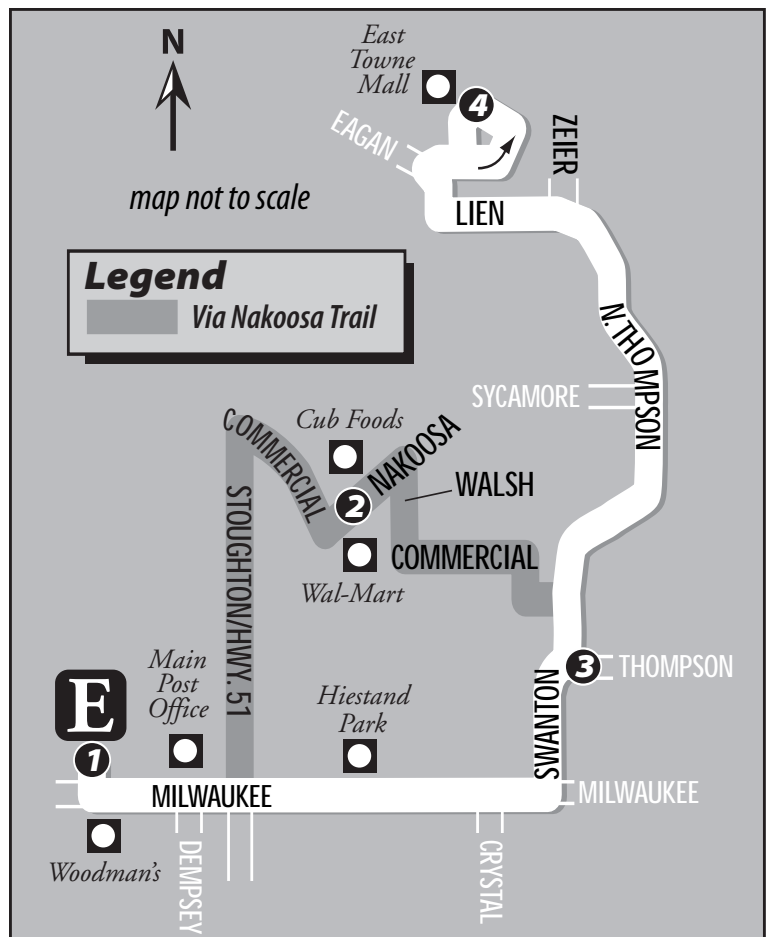 N
map not to scale
East
Towne
Mall
4
EAGAN
ZEIER
LIEN
Legend
Via Nakoosa Trail
N. THOMPSON
SYCAMORE
COMMERCIAL
Cub Foods
NAKOOSA
2
WALSH
STOUGHTON/HWY. 51
COMMERCIAL
Wal-Mart
3
THOMPSON
SWANTON
E
1
Main
Post
Office
Hiestand
Park
MILWAUKEE
MILWAUKEE
Woodman's
DEMPSEY
CRYSTAL